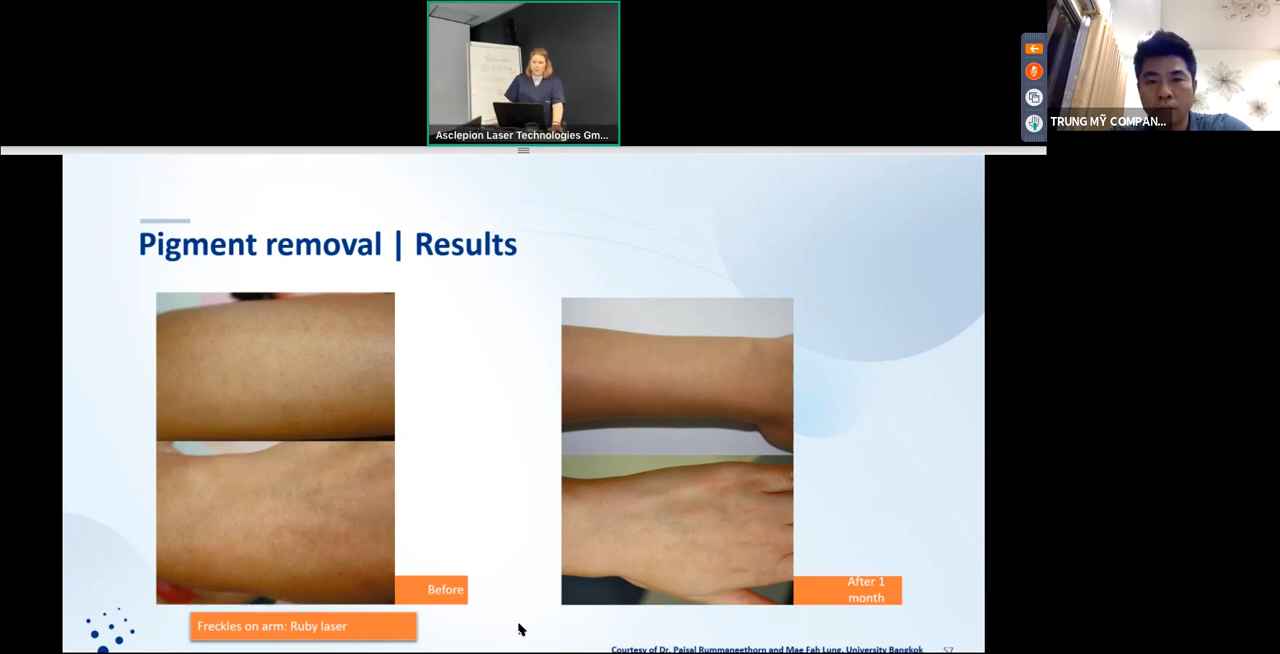 Asclepion Laser Technologies Gm...
TRUNG MỸ COMPAN...
Pigment removal | Results
Before
After 1
month
Freckles on arm: Ruby laser
Courtesy of Dr. Paisal Rummaneethorn and Mae Fah Lung, University Bangkok
57